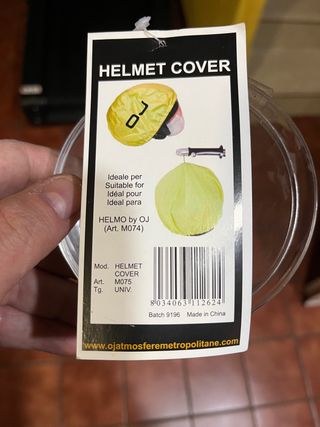 HELMET COVER
OJ
Ideale per
Suitable for
Idéal pour
Ideal para
HELMO by OJ
(Art. M074)
Mod. HELMET
COVER
Art. M075
Tg. UNIV.
8 034063 112624
Batch 9196 Made in China
www.ojatmosferemetropolitane.com